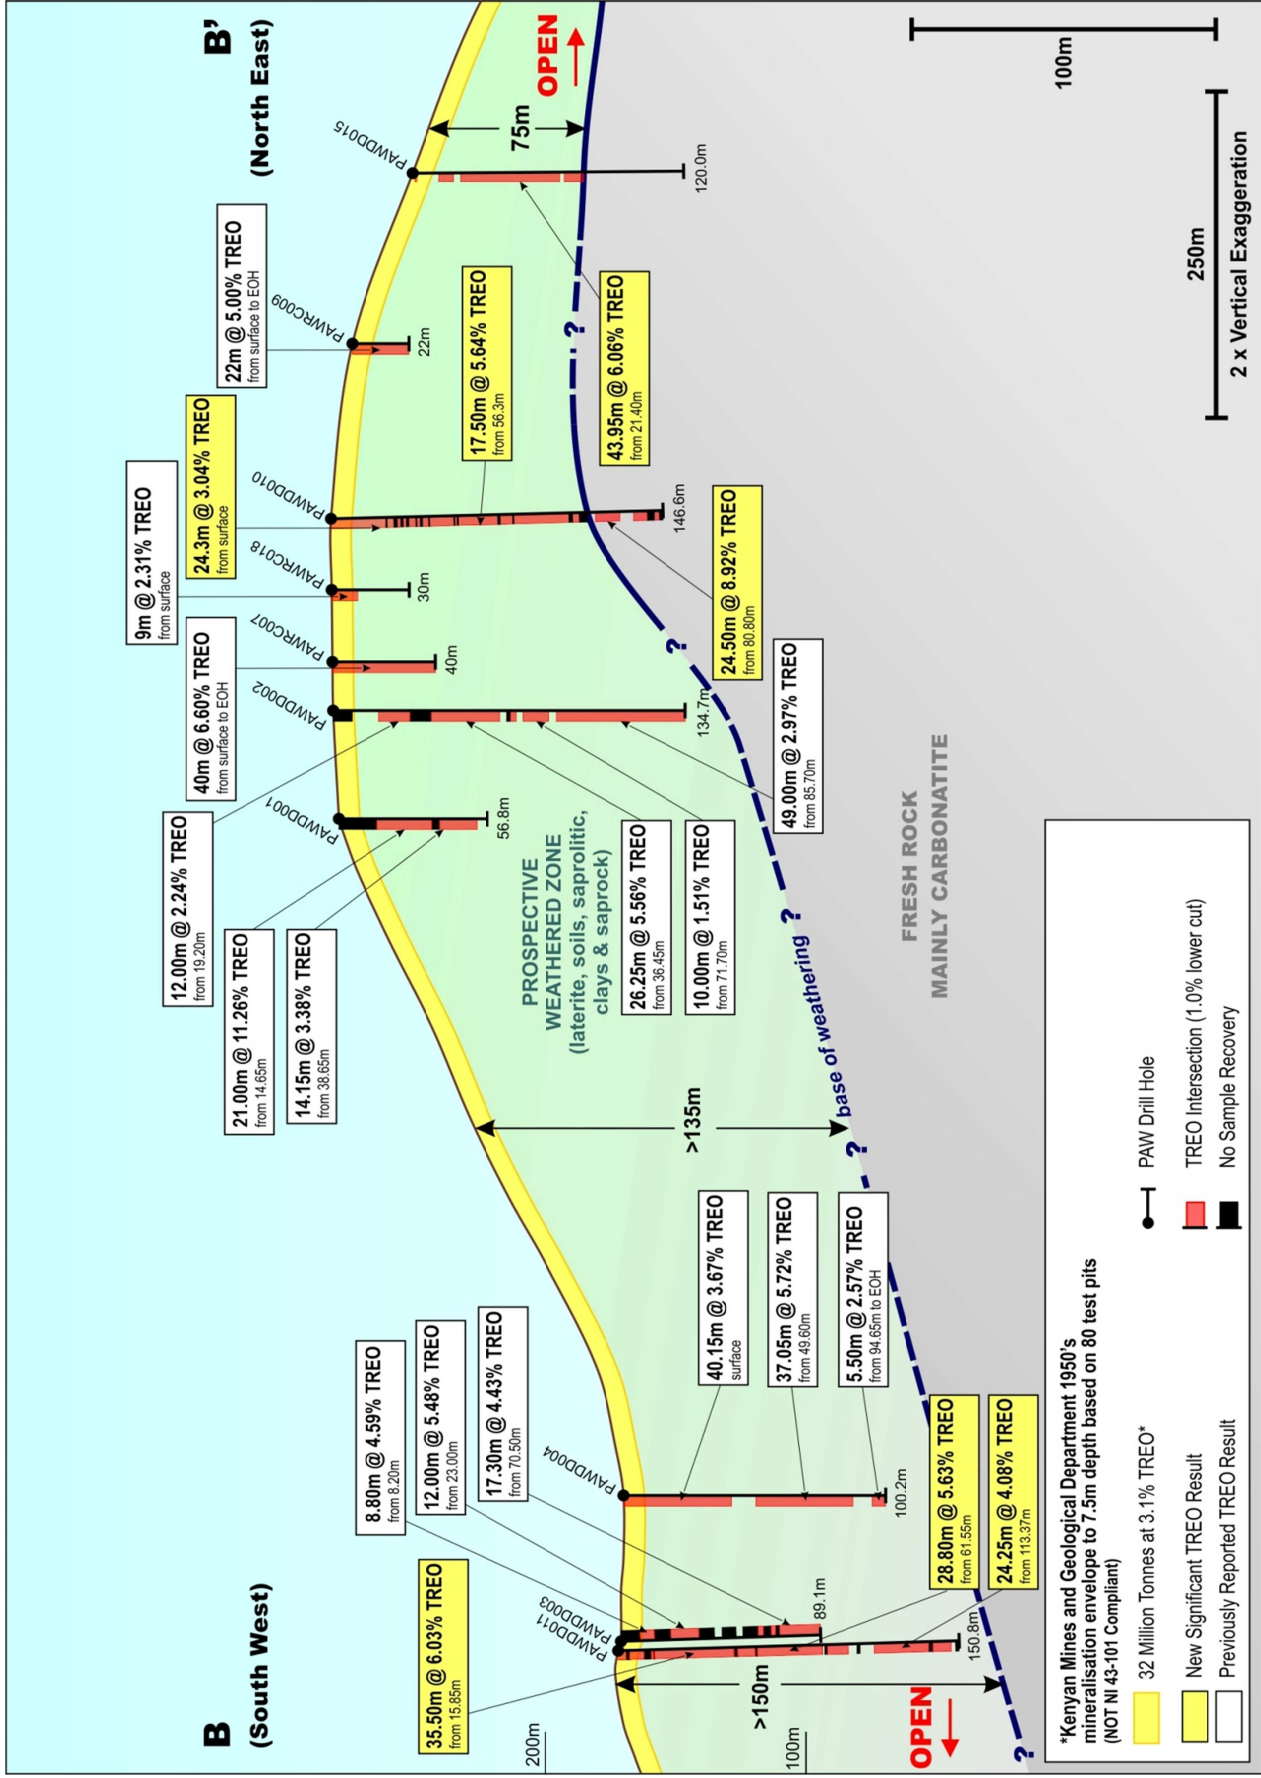 B
(South West)
B'
(North East)
35.50m @ 6.03% TREO
from 15.85m
8.80m @ 4.59% TREO
from 8.20m
12.00m @ 5.48% TREO
from 23.00m
17.30m @ 4.43% TREO
from 70.50m
21.00m @ 11.26% TREO
from 14.65m
14.15m @ 3.38% TREO
from 38.65m
12.00m @ 2.24% TREO
from 19.20m
40m @ 6.60% TREO
from surface to EOH
9m @ 2.31% TREO
from surface
24.3m @ 3.04% TREO
from surface
22m @ 5.00% TREO
from surface to EOH
PAWDD011
PAWDD003
PAWDD004
PAWDD001
PAWDD002
PAWRC007
PAWRC018
PAWDD010
PAWRC009
PAWDD015
200m
100m
>150m
OPEN
89.1m
150.8m
100.2m
56.8m
134.7m
40m
30m
146.6m
22m
120.0m
75m
OPEN
>135m
40.15m @ 3.67% TREO
surface
37.05m @ 5.72% TREO
from 49.60m
5.50m @ 2.57% TREO
from 94.65m to EOH
28.80m @ 5.63% TREO
from 61.55m
24.25m @ 4.08% TREO
from 113.37m
PROSPECTIVE
WEATHERED ZONE
(laterite, soils, saprolitic,
clays & saprock)
26.25m @ 5.56% TREO
from 36.45m
10.00m @ 1.51% TREO
from 71.70m
49.00m @ 2.97% TREO
from 85.70m
17.50m @ 5.64% TREO
from 56.3m
24.50m @ 8.92% TREO
from 80.80m
43.95m @ 6.06% TREO
from 21.40m
? ? base of weathering ? ? ?
FRESH ROCK
MAINLY CARBONATITE
100m
250m
2 x Vertical Exaggeration
*Kenyan Mines and Geological Department 1950's
mineralisation envelope to 7.5m depth based on 80 test pits
(NOT NI 43-101 Compliant)
32 Million Tonnes at 3.1% TREO*
New Significant TREO Result
Previously Reported TREO Result
PAW Drill Hole
TREO Intersection (1.0% lower cut)
No Sample Recovery